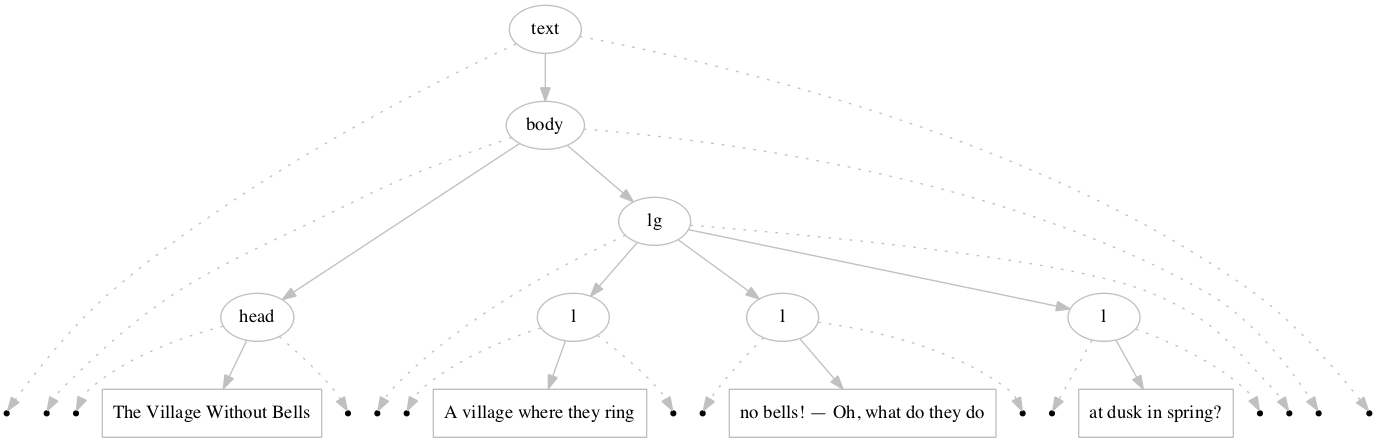 text
body
lg
head
l
l
l
The Village Without Bells
A village where they ring
no bells! — Oh, what do they do
at dusk in spring?